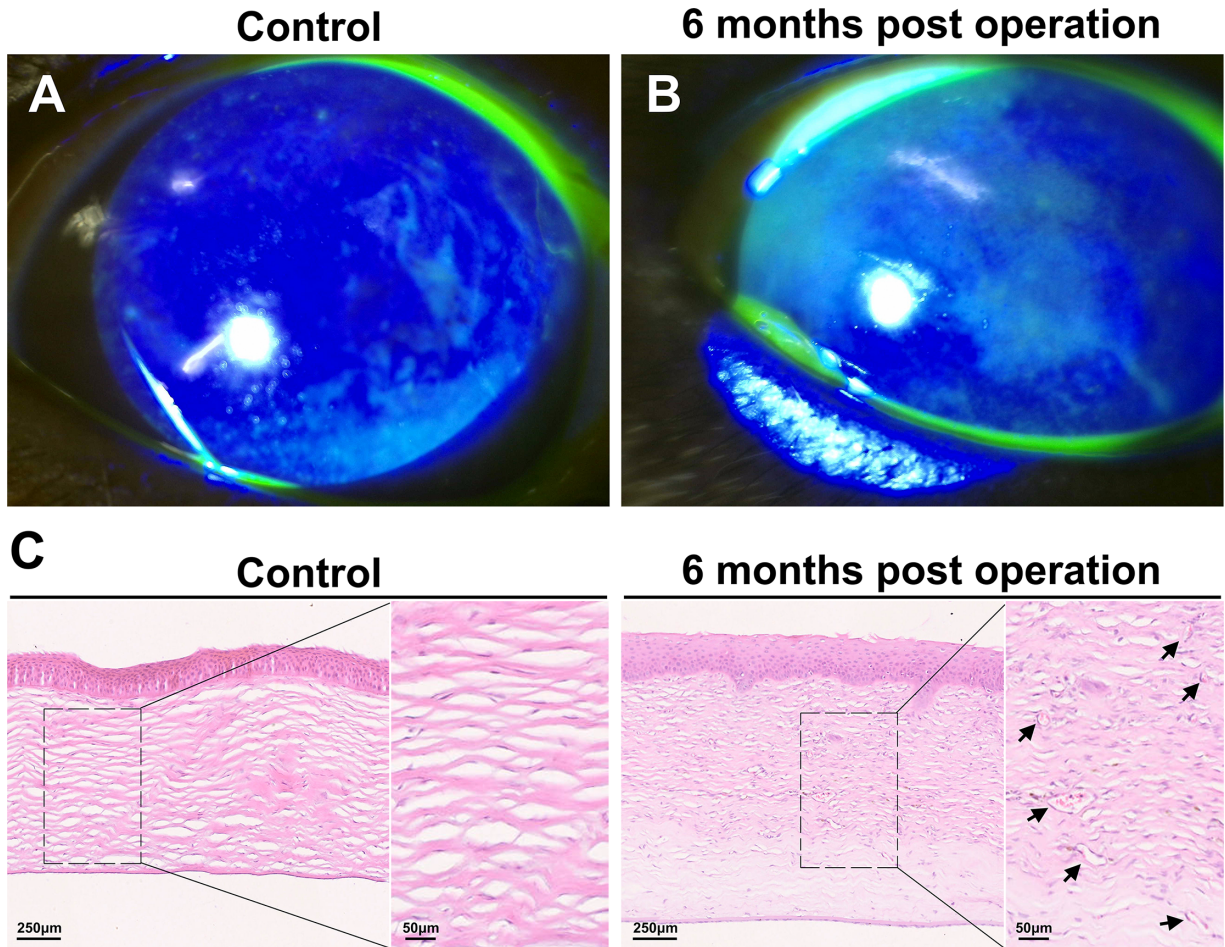 Control
6 months post operation
A
B
C
Control
6 months post operation
250µm
50µm
250µm
50µm